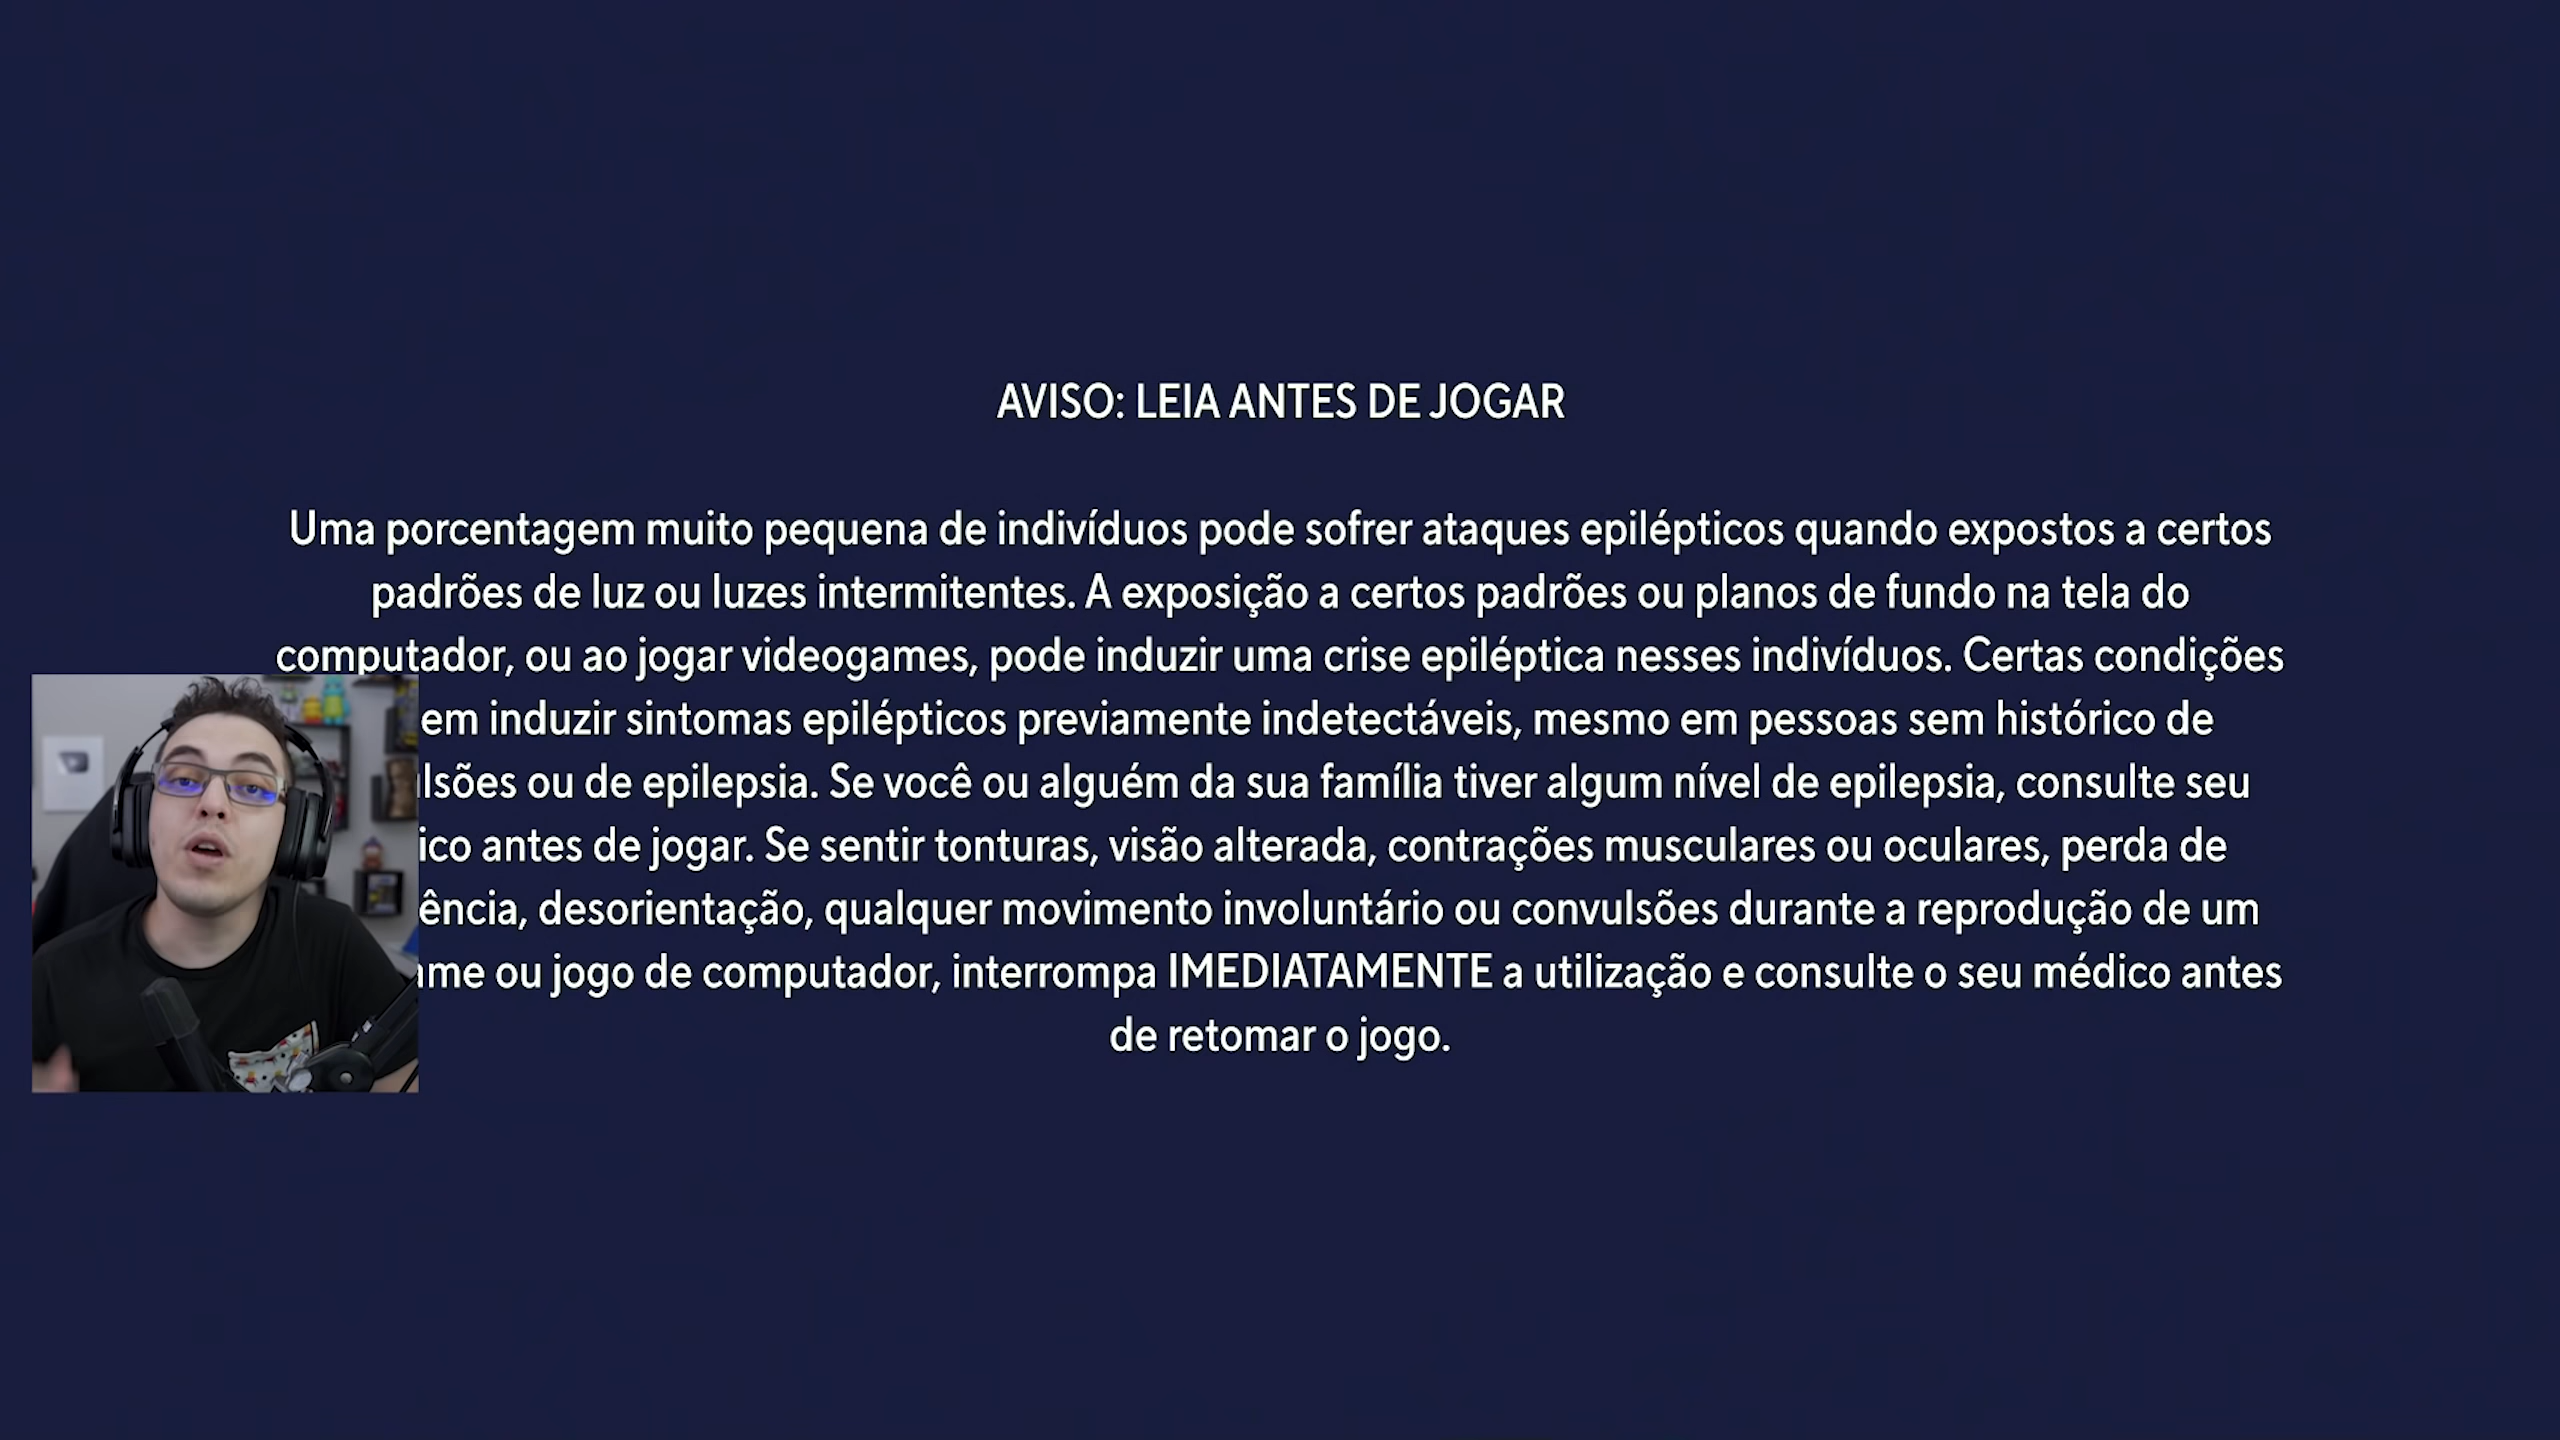 AVISO: LEIA ANTES DE JOGAR
Uma porcentagem muito pequena de indivíduos pode sofrer ataques epilépticos quando expostos a certos
padrões de luz ou luzes intermitentes. A exposição a certos padrões ou planos de fundo na tela do
computador, ou ao jogar videogames, pode induzir uma crise epiléptica nesses indivíduos. Certas condições
induzir sintomas epilépticos previamente indetectáveis, mesmo em pessoas sem histórico de
ou de epilepsia. Se você ou alguém da sua família tiver algum nível de epilepsia, consulte seu
antes de jogar. Se sentir tonturas, visão alterada, contrações musculares ou oculares, perda de
desorientação, qualquer movimento involuntário ou convulsões durante a reprodução de um
ou jogo de computador, interrompa IMEDIATAMENTE a utilização e consulte o seu médico antes
de retomar o jogo.